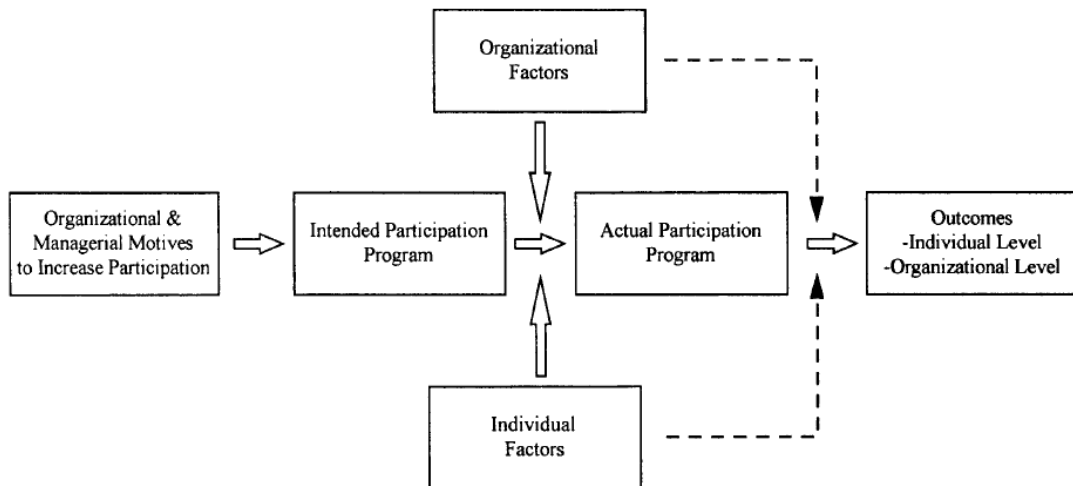 Organizational
Factors
Organizational &
Managerial Motives
to Increase Participation
Intended Participation
Program
Actual Participation
Program
Outcomes
-Individual Level
-Organizational Level
Individual
Factors